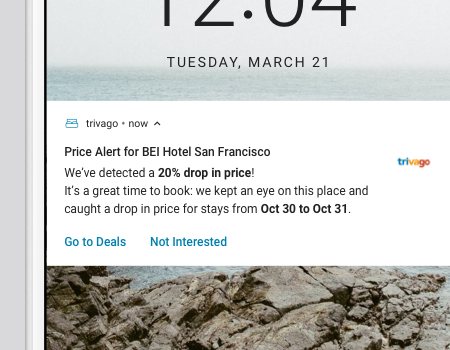 12:04
TUESDAY, MARCH 21
trivago • now
Price Alert for BEI Hotel San Francisco
We've detected a 20% drop in price!
It's a great time to book: we kept an eye on this place and
caught a drop in price for stays from Oct 30 to Oct 31.
trivago
Go to Deals Not Interested